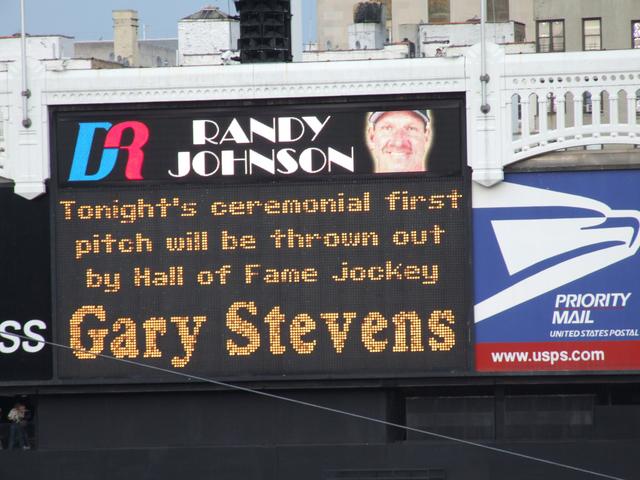 DR
RANDY
JOHNSON
Tonight's ceremonial first
pitch will be thrown out
by Hall of Fame Jockey
Gary Stevens
SS
PRIORITY
MAIL
UNITED STATES POSTAL
www.usps.com